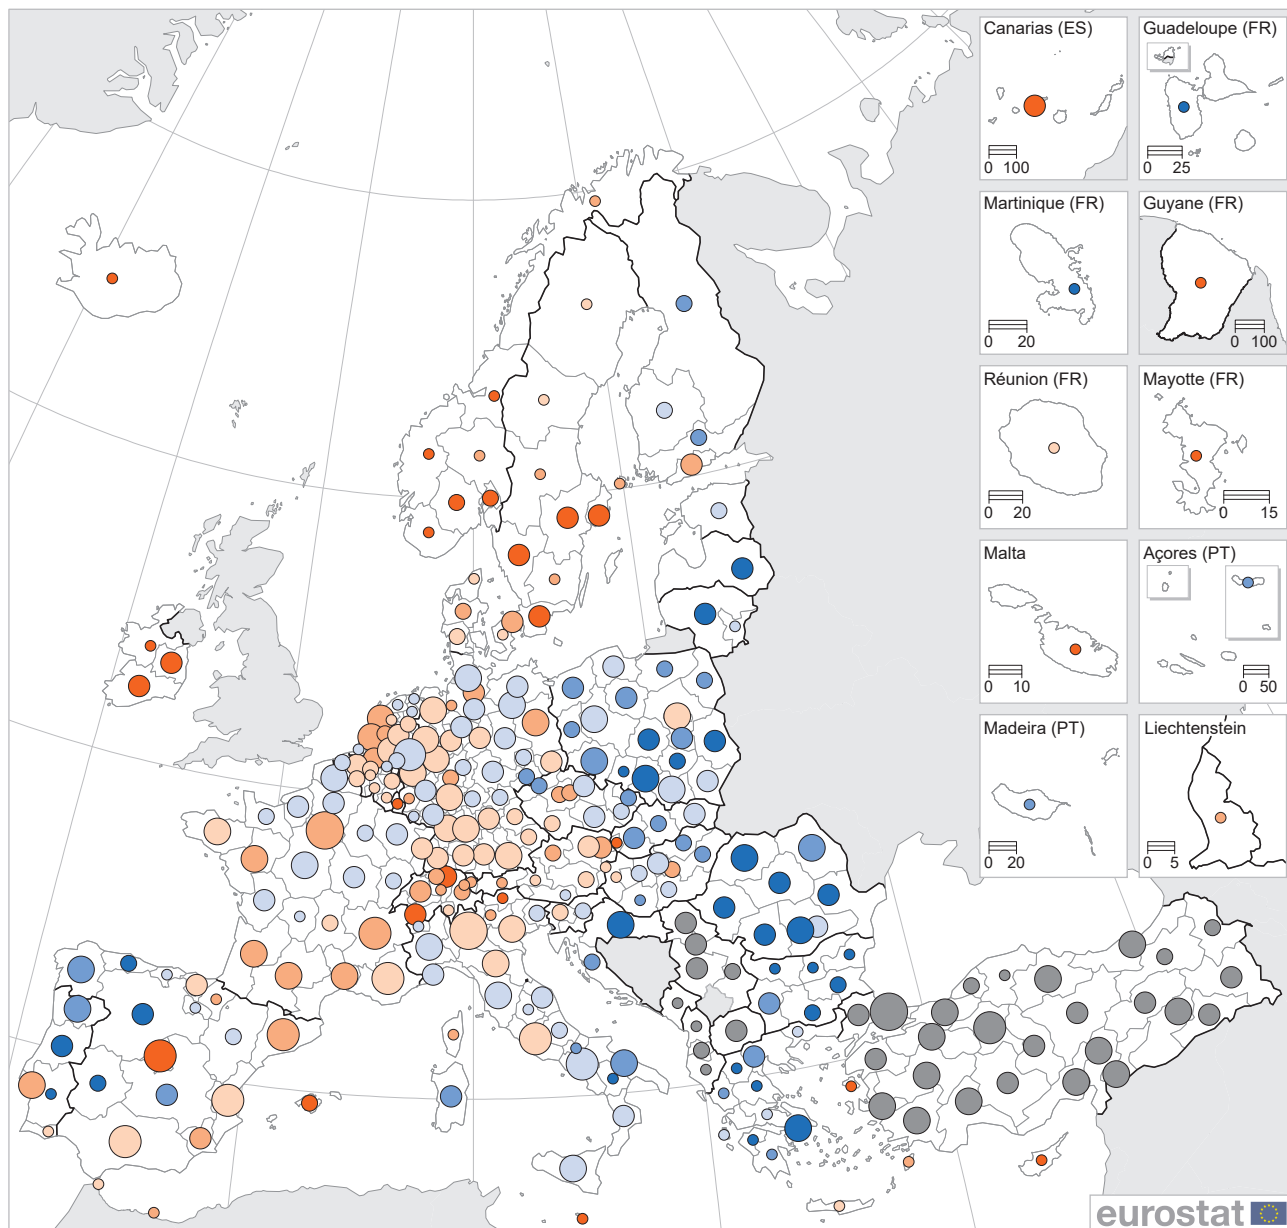 Canarias (ES)
0 100
Guadeloupe (FR)
0 25
Martinique (FR)
0 20
Guyane (FR)
0 100
Réunion (FR)
0 20
Mayotte (FR)
0 15
Malta
0 10
Açores (PT)
0 50
Madeira (PT)
0 20
Liechtenstein
0 5
eurostat